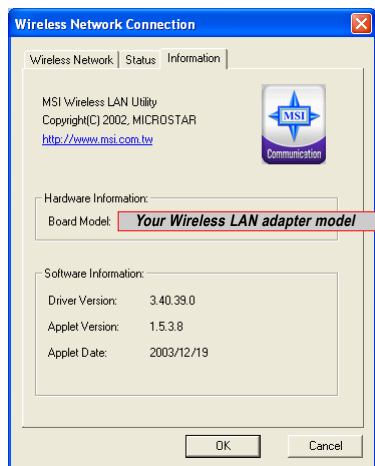 Wireless Network Connection
Wireless Network Status Information
MSI Wireless LAN Utility
Copyright(C) 2002, MICROSTAR
http://www.msi.com.tw
MSI
Communication
Hardware Information:
Board Model: Your Wireless LAN adapter model
Software Information:
Driver Version: 3.40.39.0
Applet Version: 1.5.3.8
Applet Date: 2003/12/19
OK Cancel